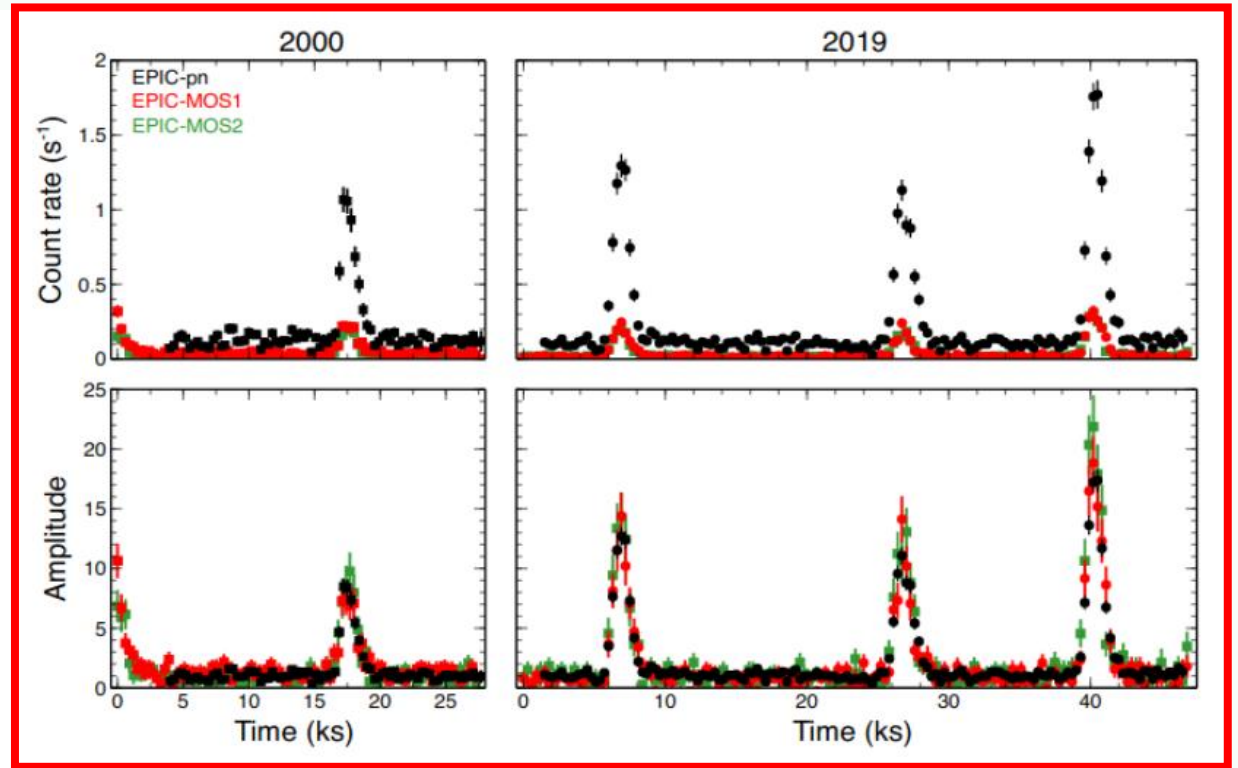 2000
2019
EPIC-pn
EPIC-MOS1
EPIC-MOS2
Count rate (s⁻¹)
2
1.5
1
0.5
0
Amplitude
25
20
15
10
5
0
0 5 10 15 20 25
0 10 20 30 40
Time (ks)
Time (ks)